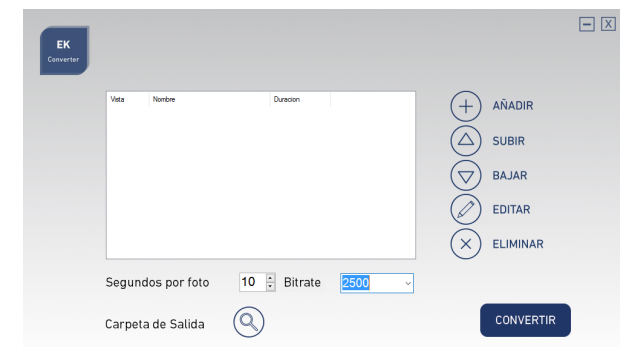 EK
Converter
Vista Nombre Duracion
AÑADIR
SUBIR
BAJAR
EDITAR
ELIMINAR
Segundos por foto 10 Bitrate 2500
Carpeta de Salida
CONVERTIR